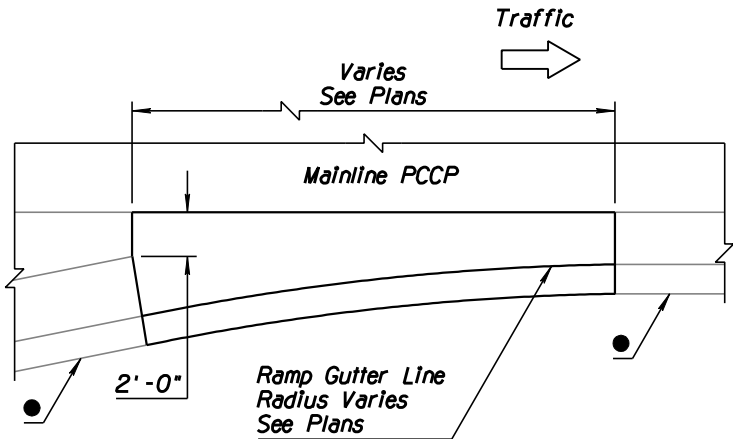 Traffic
Varies
See Plans
Mainline PCCP
2'-0"
Ramp Gutter Line
Radius Varies
See Plans